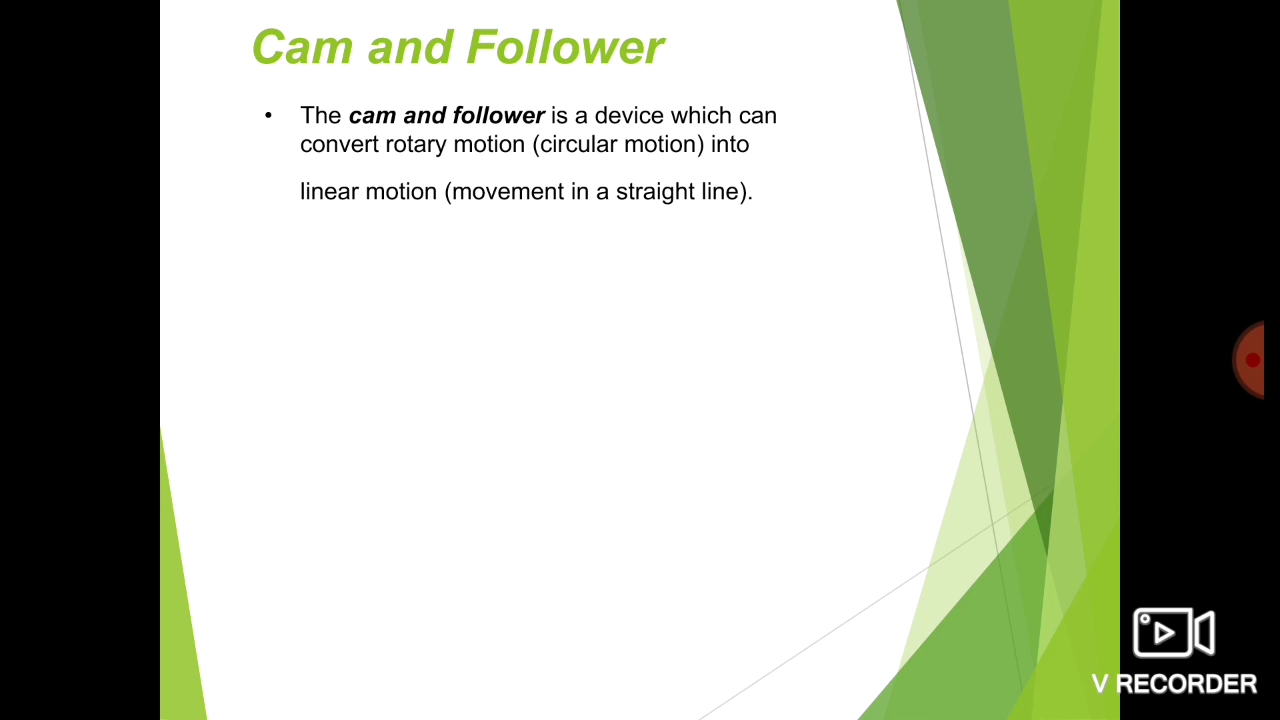 Cam and Follower
• The cam and follower is a device which can
convert rotary motion (circular motion) into
linear motion (movement in a straight line).
V RECORDER